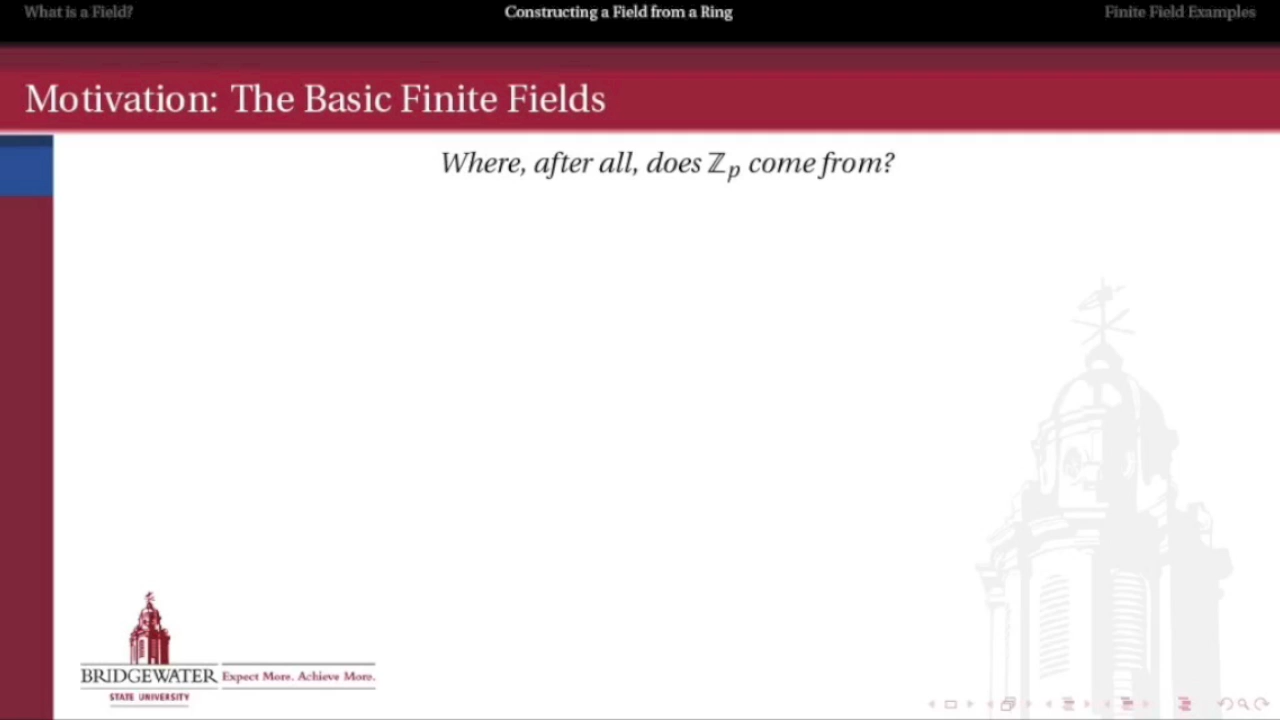 What is a Field?
Constructing a Field from a Ring
Finite Field Examples
Motivation: The Basic Finite Fields
Where, after all, does ℤₚ come from?
BRIDGEWATER
STATE UNIVERSITY
Expect More. Achieve More.